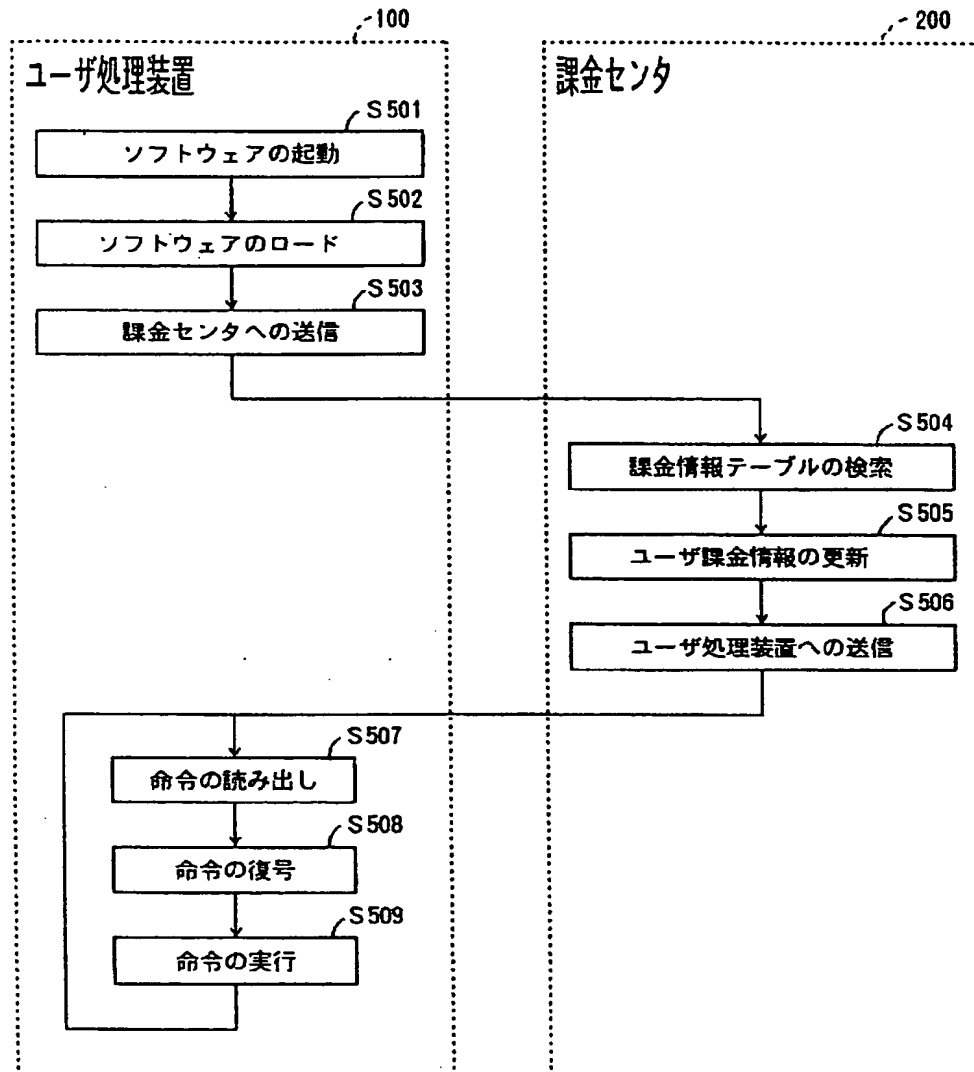 100
200
ユーザ処理装置
課金センタ
S501
ソフトウェアの起動
S502
ソフトウェアのロード
S503
課金センタへの送信
S504
課金情報テーブルの検索
S505
ユーザ課金情報の更新
S506
ユーザ処理装置への送信
S507
命令の読み出し
S508
命令の復号
S509
命令の実行